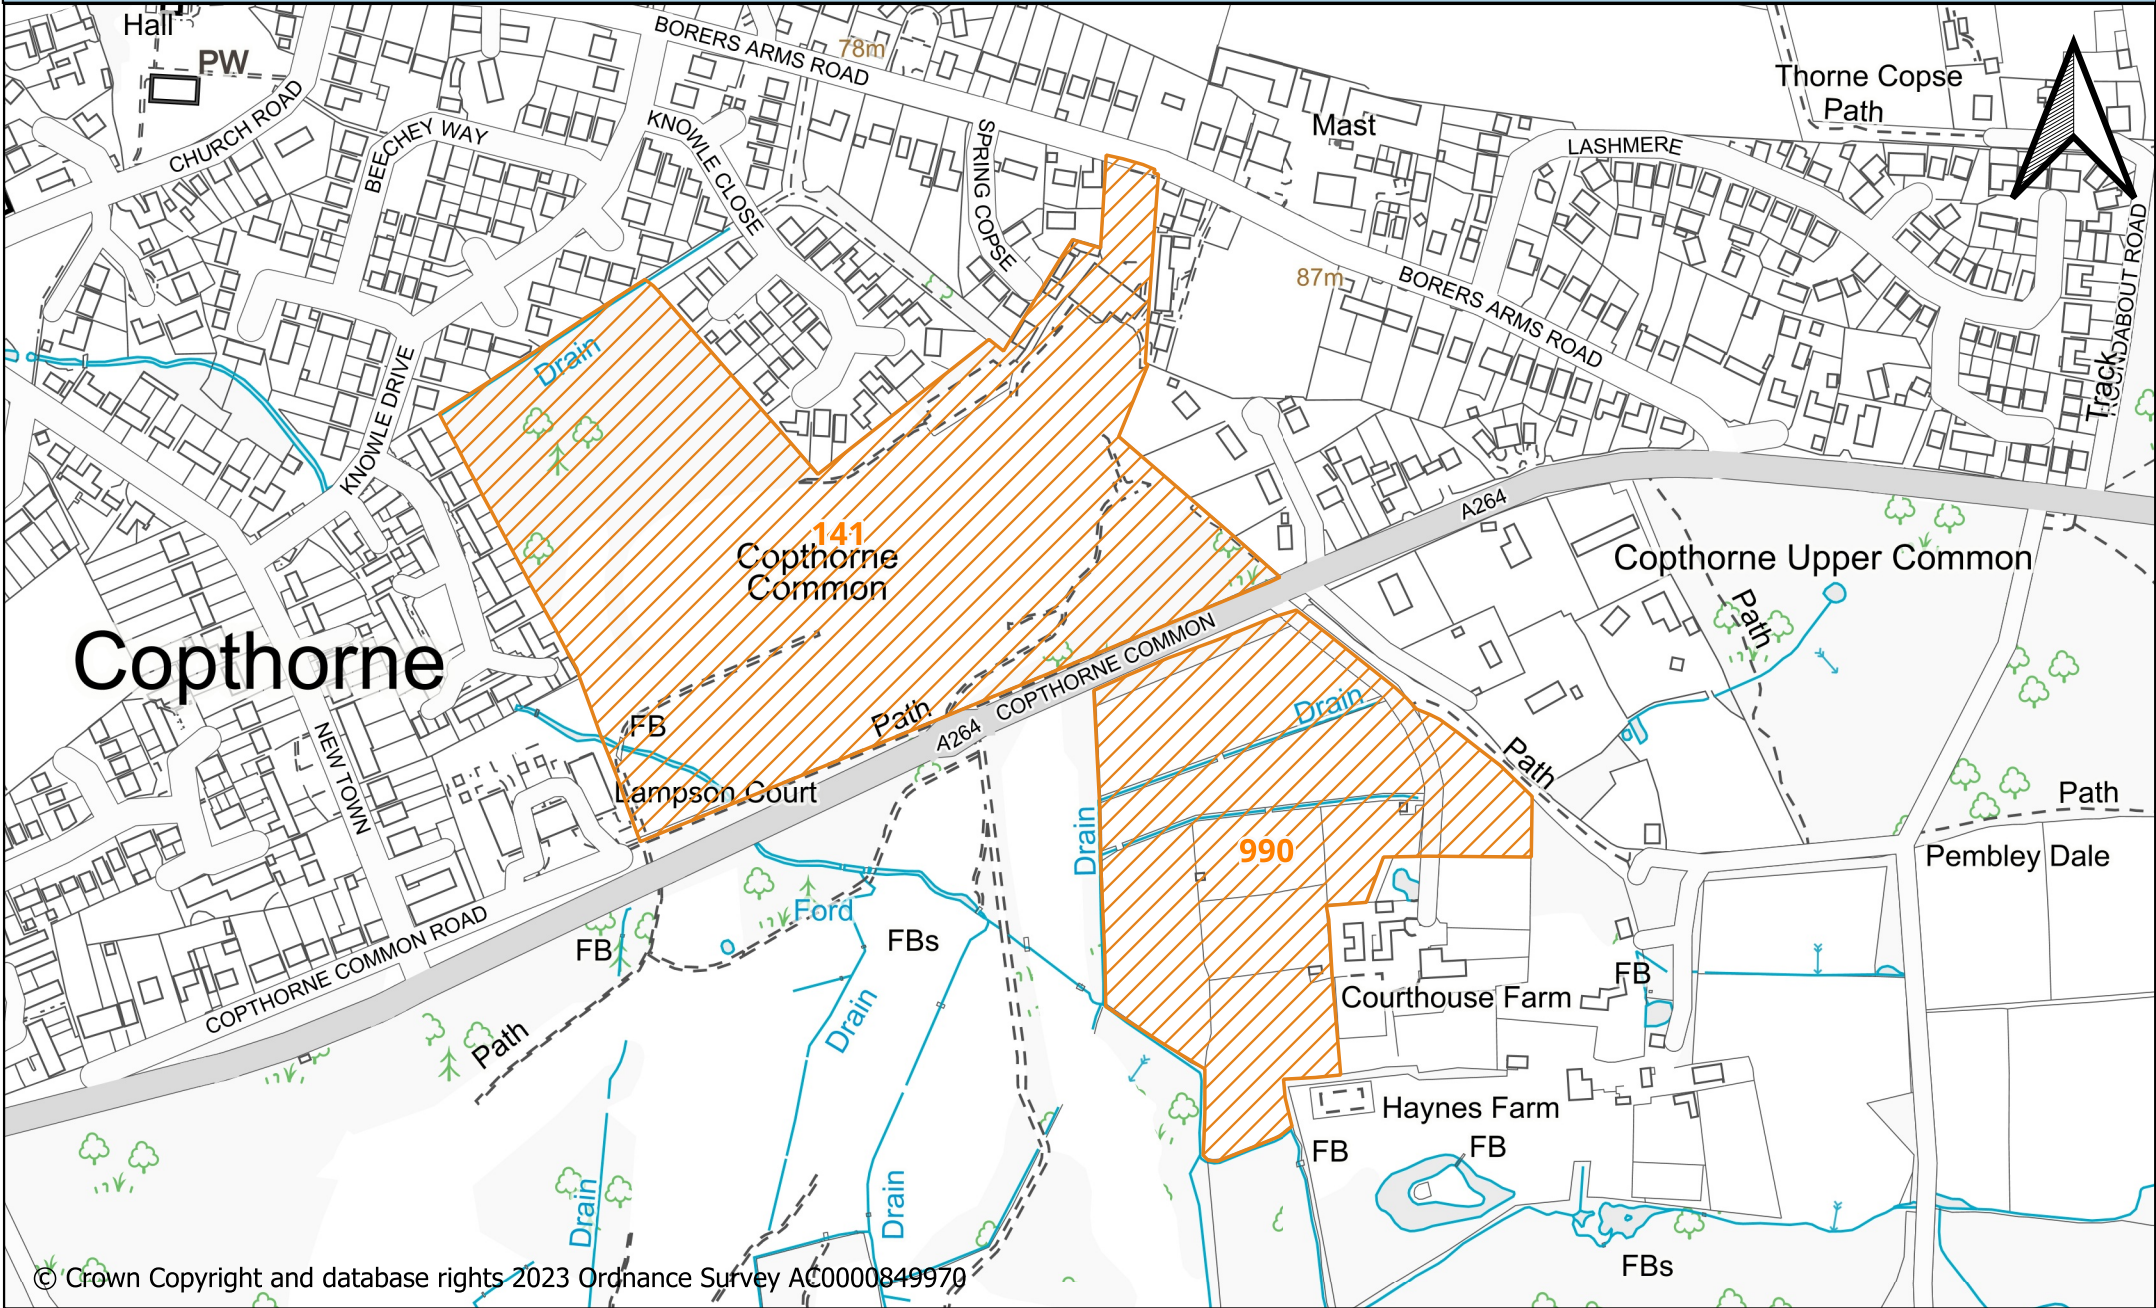 Hall
PW
CHURCH ROAD
BEECHEY WAY
BORERS ARMS ROAD
78m
KNOWLE CLOSE
SPRING COPSE
Mast
Thorne Copse
Path
LASHMERE
87m
BORERS ARMS ROAD
Track
Drain
KNOWLE DRIVE
141
Copthorne
Common
A264
Copthorne Upper Common
Path
Copthorne
NEW TOWN
FB
Path
A264
COPTHORNE COMMON
Lampson Court
Drain
Path
Drain
990
Path
Pembley Dale
COPTHORNE COMMON ROAD
FB
Ford
FBs
Drain
Path
Courthouse Farm
FB
Haynes Farm
FB
FB
Drain
Drain
FBs
© Crown Copyright and database rights 2023 Ordnance Survey AC0000849970